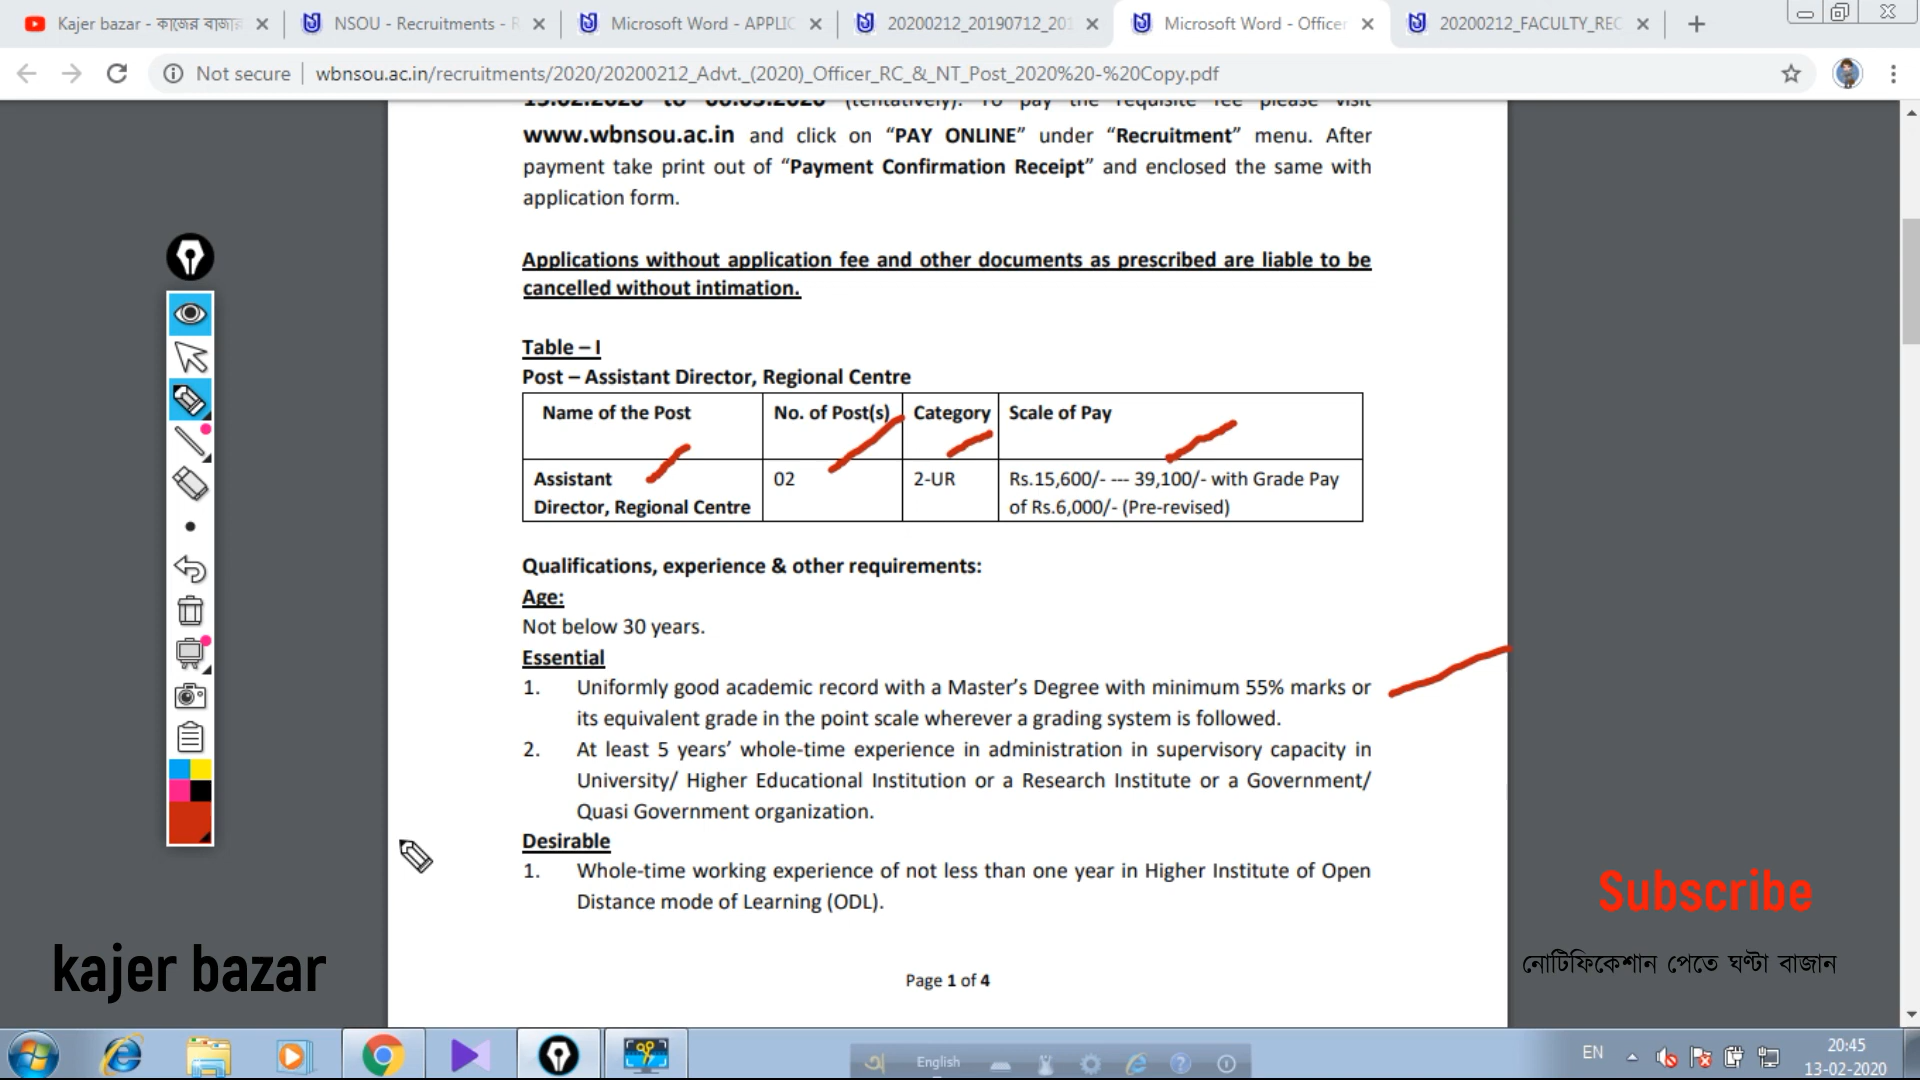 Kajer bazar - কাজের বাজার
NSOU - Recruitments -
Microsoft Word - APPLIC
20200212_20190712_201
Microsoft Word - Officer
20200212_FACULTY_REC
Not secure
wbnsou.ac.in/recruitments/2020/20200212_Advt._(2020)_Officer_RC_&_NT_Post_2020%20-%20Copy.pdf
(tentatively). To pay the requisite fee please visit
www.wbnsou.ac.in and click on “PAY ONLINE” under “Recruitment” menu. After
payment take print out of “Payment Confirmation Receipt” and enclosed the same with
application form.
Applications without application fee and other documents as prescribed are liable to be
cancelled without intimation.
Table – I
Post – Assistant Director, Regional Centre
Name of the Post No. of Post(s) Category Scale of Pay
Assistant 02 2-UR Rs.15,600/- --- 39,100/- with Grade Pay
Director, Regional Centre of Rs.6,000/- (Pre-revised)
Qualifications, experience & other requirements:
Age:
Not below 30 years.
Essential
1. Uniformly good academic record with a Master’s Degree with minimum 55% marks or
its equivalent grade in the point scale wherever a grading system is followed.
2. At least 5 years’ whole-time experience in administration in supervisory capacity in
University/ Higher Educational Institution or a Research Institute or a Government/
Quasi Government organization.
Desirable
1. Whole-time working experience of not less than one year in Higher Institute of Open
Distance mode of Learning (ODL).
Subscribe
নোটিফিকেশান পেতে ঘণ্টা বাজান
kajer bazar
Page 1 of 4
অ English
EN
20:45
13-02-2020